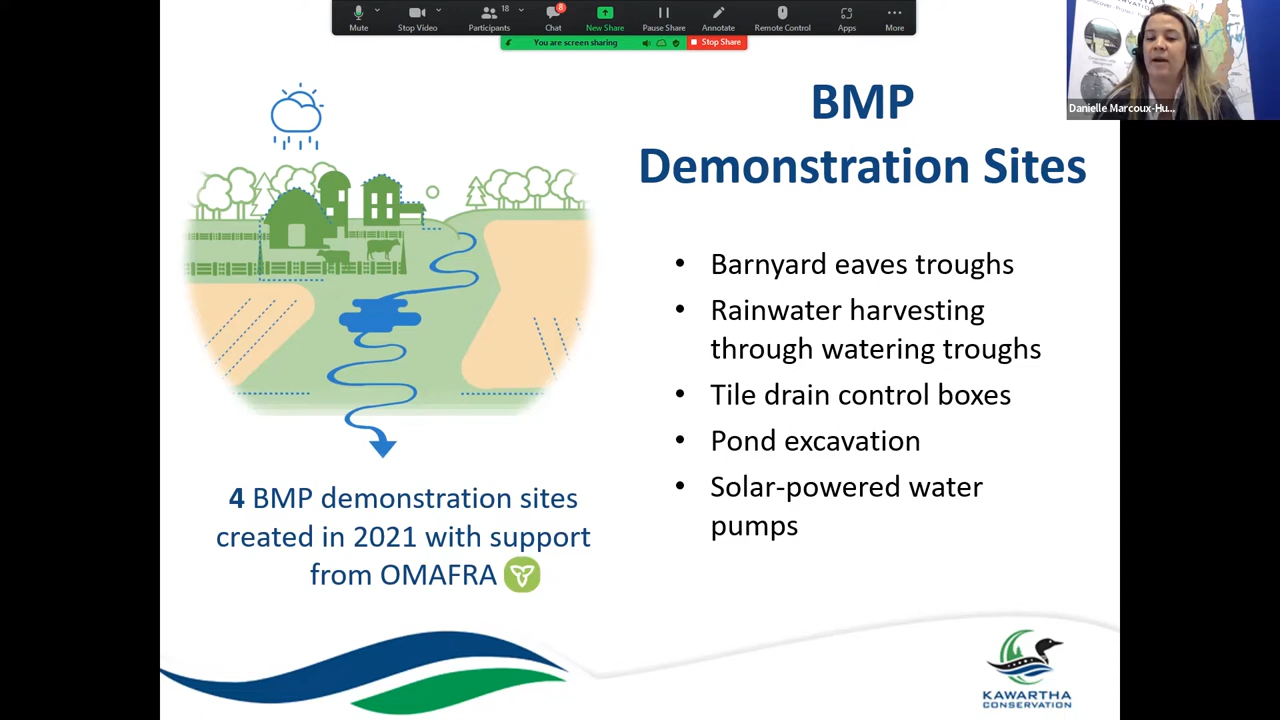 Mute
Stop Video
18
Participants
8
Chat
New Share
Pause Share
Annotate
Remote Control
Apps
More
You are screen sharing
Stop Share
CONSERVATION
Danielle Marcoux-Hu...
BMP
Demonstration Sites
• Barnyard eaves troughs
• Rainwater harvesting
through watering troughs
• Tile drain control boxes
• Pond excavation
• Solar-powered water
pumps
4 BMP demonstration sites
created in 2021 with support
from OMAFRA
KAWARTHA
CONSERVATION